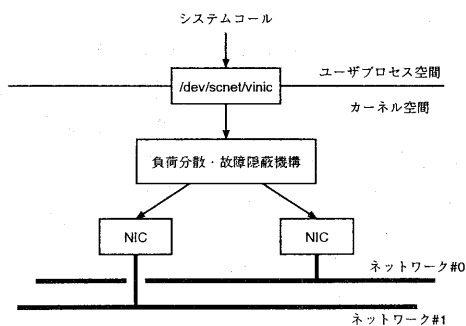 システムコール
ユーザプロセス空間
/dev/scnet/vinic
カーネル空間
負荷分散・故障隠蔽機構
NIC
NIC
ネットワーク#0
ネットワーク#1